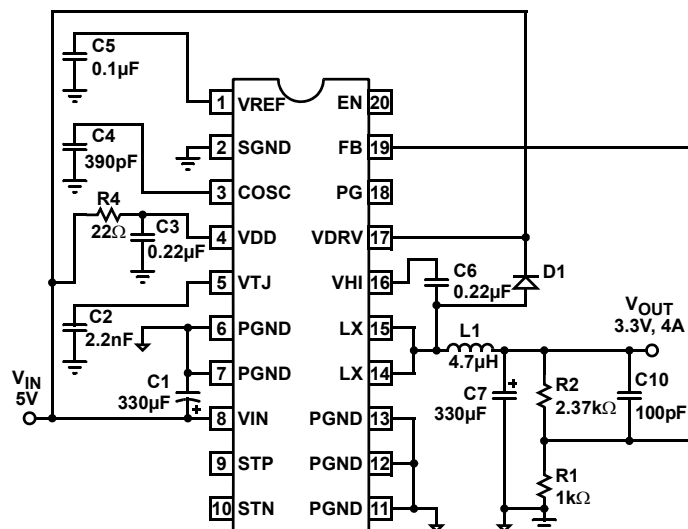 C5
0.1µF
C4
390pF
R4
22Ω
C3
0.22µF
C2
2.2nF
C1
330µF
+
VIN
5V
1 VREF
2 SGND
3 COSC
4 VDD
5 VTJ
6 PGND
7 PGND
8 VIN
9 STP
10 STN
EN 20
FB 19
PG 18
VDRV 17
VHI 16
LX 15
LX 14
PGND 13
PGND 12
PGND 11
C6
0.22µF
D1
L1
4.7µH
VOUT
3.3V, 4A
C7
330µF
+
R2
2.37kΩ
C10
100pF
R1
1kΩ